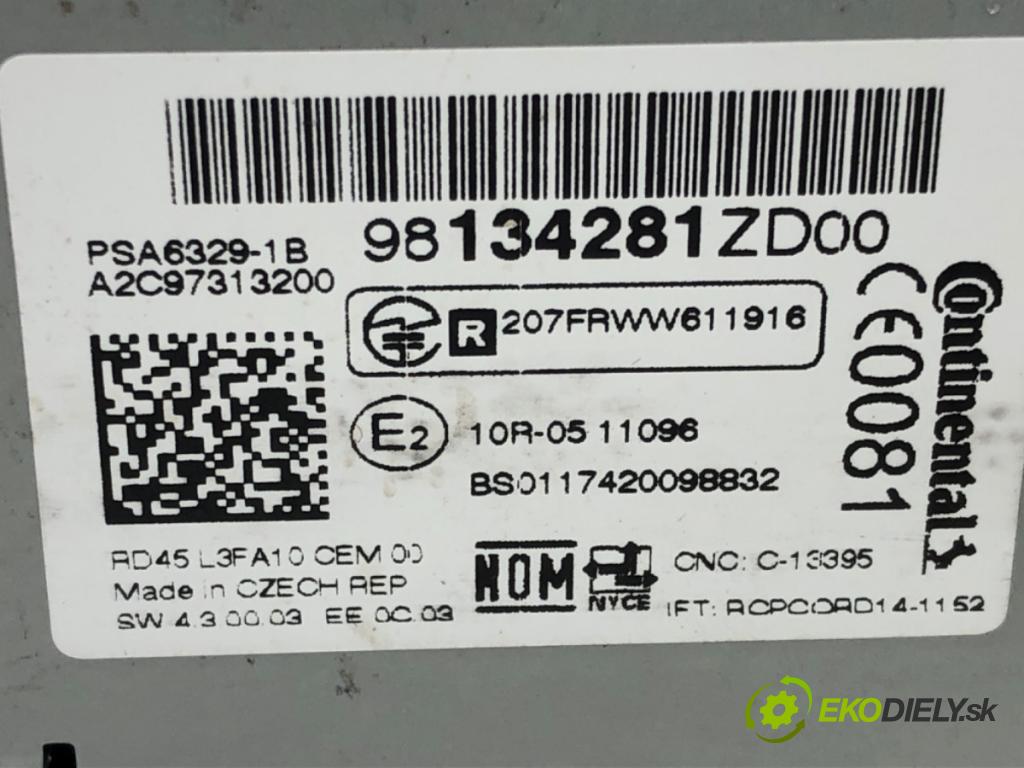 98134281ZD00
PSA6329-1B
A2C97313200
R 207FRWW611916
E2 10R-05 11096
BS0117420098832
CE0081
Continental
RD45 L3FA10 CEM 00
Made in CZECH REP
SW 4.3 00.03 EE 0C.03
NOM
NYCE
CNC: C-13395
IFT: RCPCORD14-1152
EKODIELY.sk